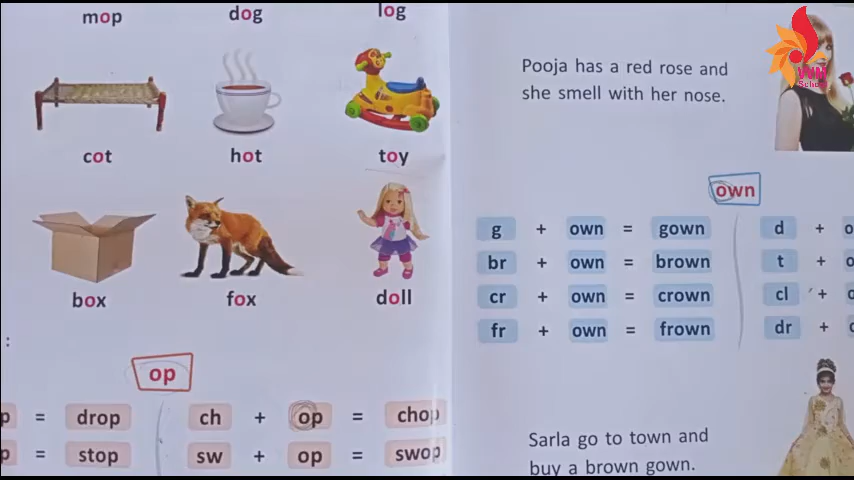 mop dog log
cot hot toy
box fox doll
:
op
p = drop ch + op = chop
p = stop sw + op = swop
VVM
School
Pooja has a red rose and
she smell with her nose.
own
g + own = gown d + o
br + own = brown t + o
cr + own = crown cl + o
fr + own = frown dr + o
Sarla go to town and
buy a brown gown.